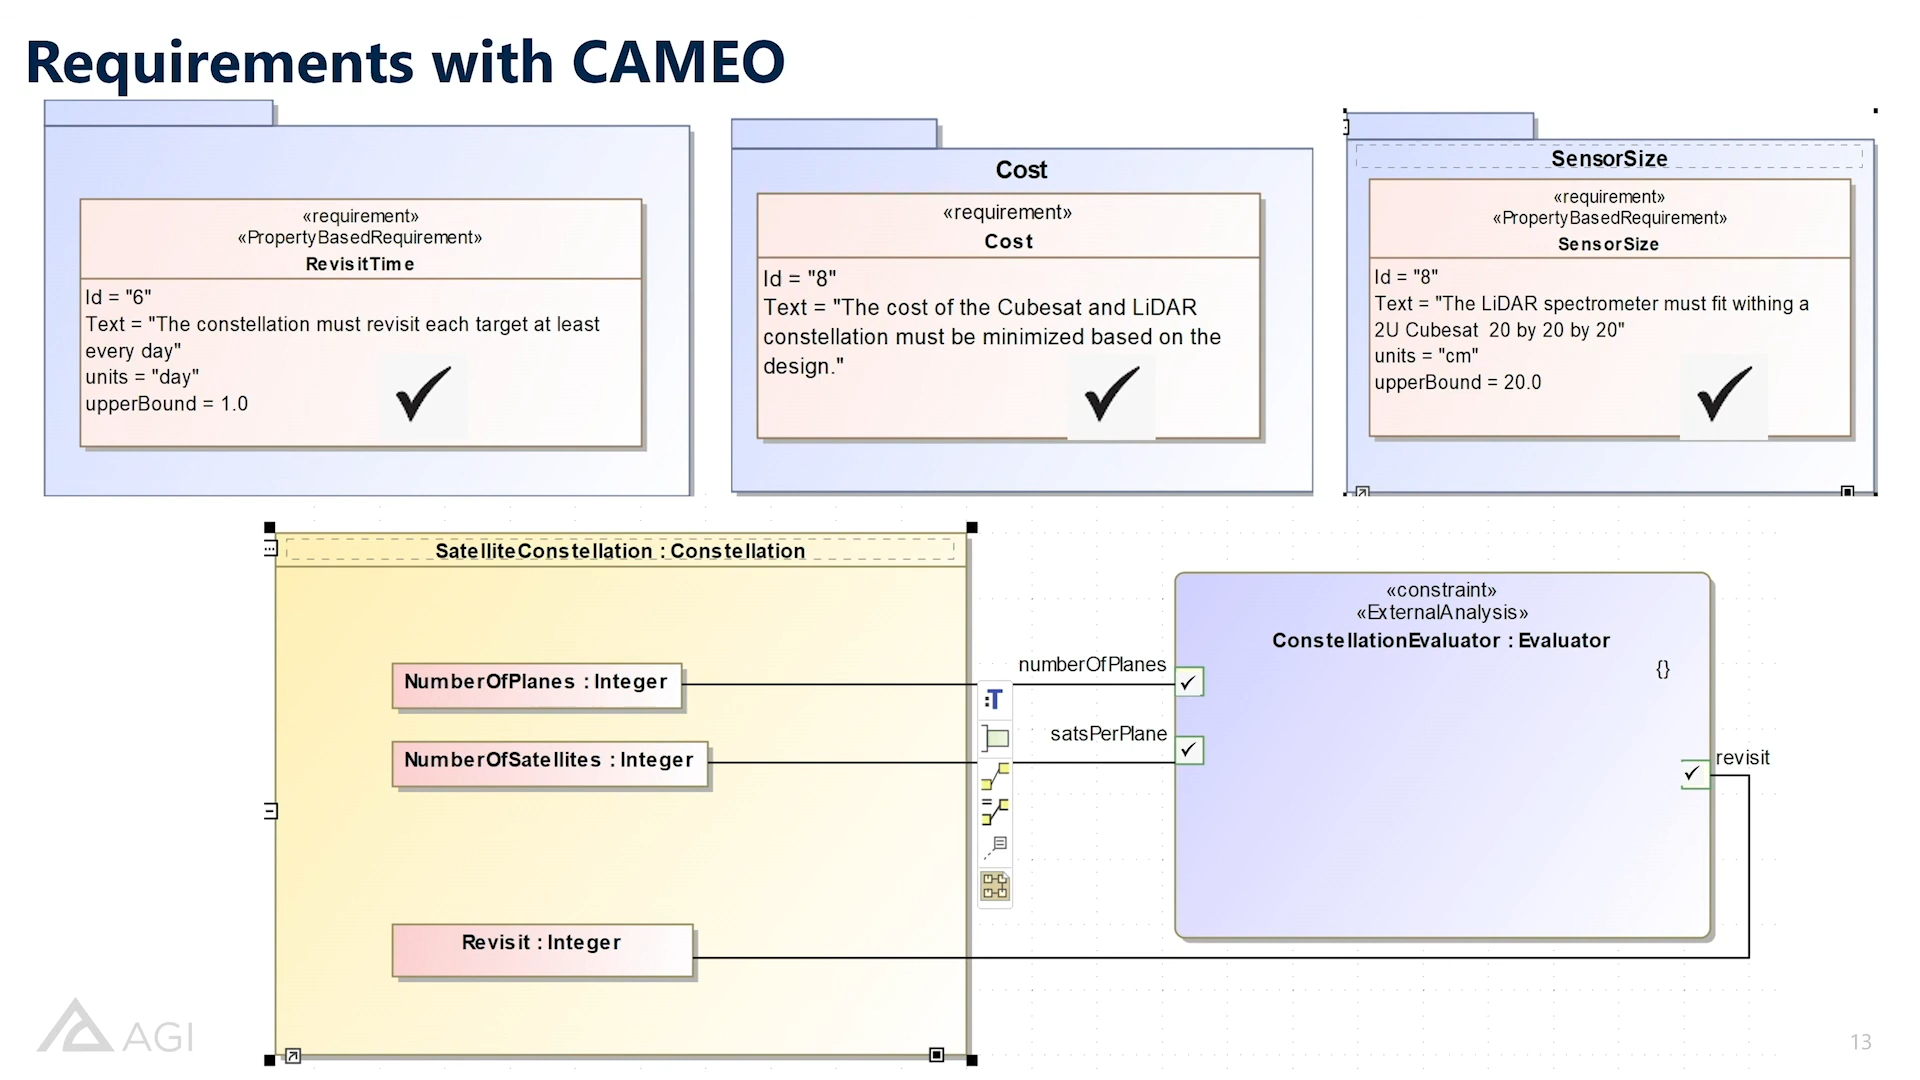 Requirements with CAMEO
«requirement»
«PropertyBasedRequirement»
RevisitTime
Id = "6"
Text = "The constellation must revisit each target at least
every day"
units = "day"
upperBound = 1.0
Cost
«requirement»
Cost
Id = "8"
Text = "The cost of the Cubesat and LiDAR
constellation must be minimized based on the
design."
SensorSize
«requirement»
«PropertyBasedRequirement»
SensorSize
Id = "8"
Text = "The LiDAR spectrometer must fit withing a
2U Cubesat  20 by 20 by 20"
units = "cm"
upperBound = 20.0
SatelliteConstellation : Constellation
NumberOfPlanes : Integer
NumberOfSatellites : Integer
Revisit : Integer
numberOfPlanes
satsPerPlane
:T
«constraint»
«ExternalAnalysis»
ConstellationEvaluator : Evaluator
{}
revisit
AGI
13